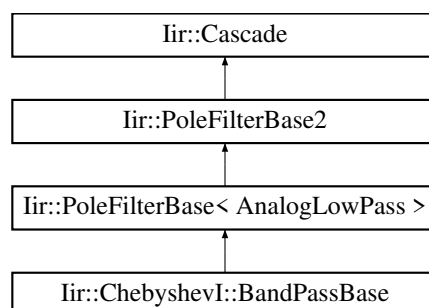 Iir::Cascade
Iir::PoleFilterBase2
Iir::PoleFilterBase< AnalogLowPass >
Iir::ChebyshevI::BandPassBase